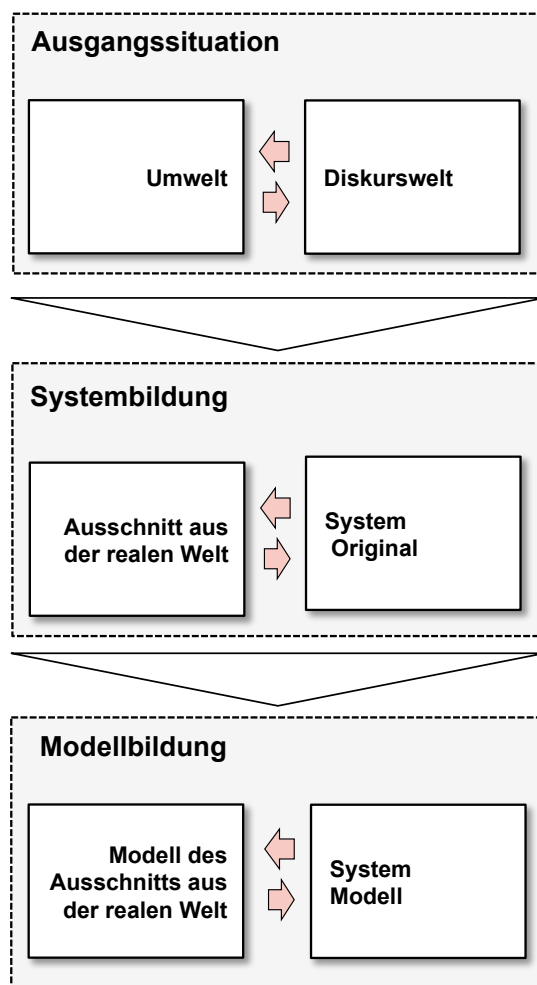 Ausgangssituation
Umwelt
Diskurswelt
Systembildung
Ausschnitt aus
der realen Welt
System
Original
Modellbildung
Modell des
Ausschnitts aus
der realen Welt
System
Modell